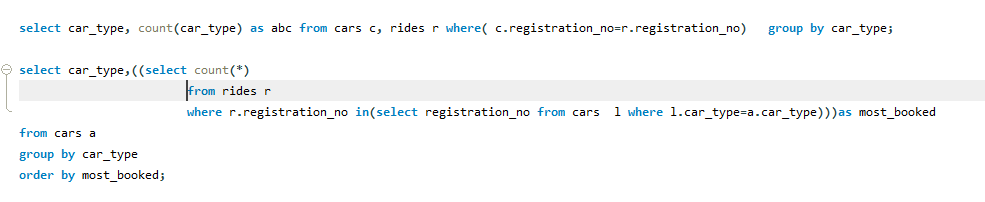 select car_type, count(car_type) as abc from cars c, rides r where( c.registration_no=r.registration_no)   group by car_type;
select car_type,((select count(*)
from rides r
where r.registration_no in(select registration_no from cars  l where l.car_type=a.car_type)))as most_booked
from cars a
group by car_type
order by most_booked;